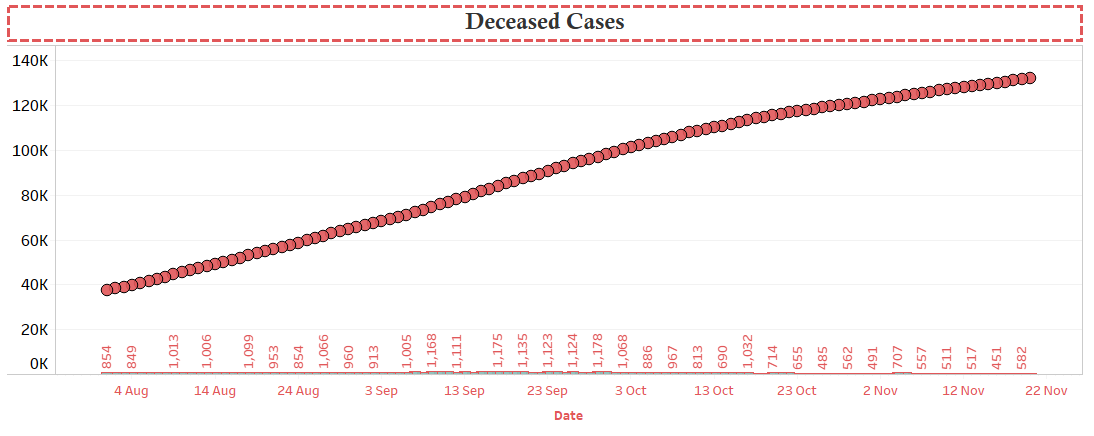 Deceased Cases
140K
120K
100K
80K
60K
40K
20K
0K
854 849 1,013 1,006 1,099 953 854 1,066 960 913 1,005 1,168 1,111 1,175 1,135 1,123 1,124 1,178 1,068 886 967 813 690 1,032 714 655 485 562 491 707 557 511 517 451 582
4 Aug 14 Aug 24 Aug 3 Sep 13 Sep 23 Sep 3 Oct 13 Oct 23 Oct 2 Nov 12 Nov 22 Nov
Date